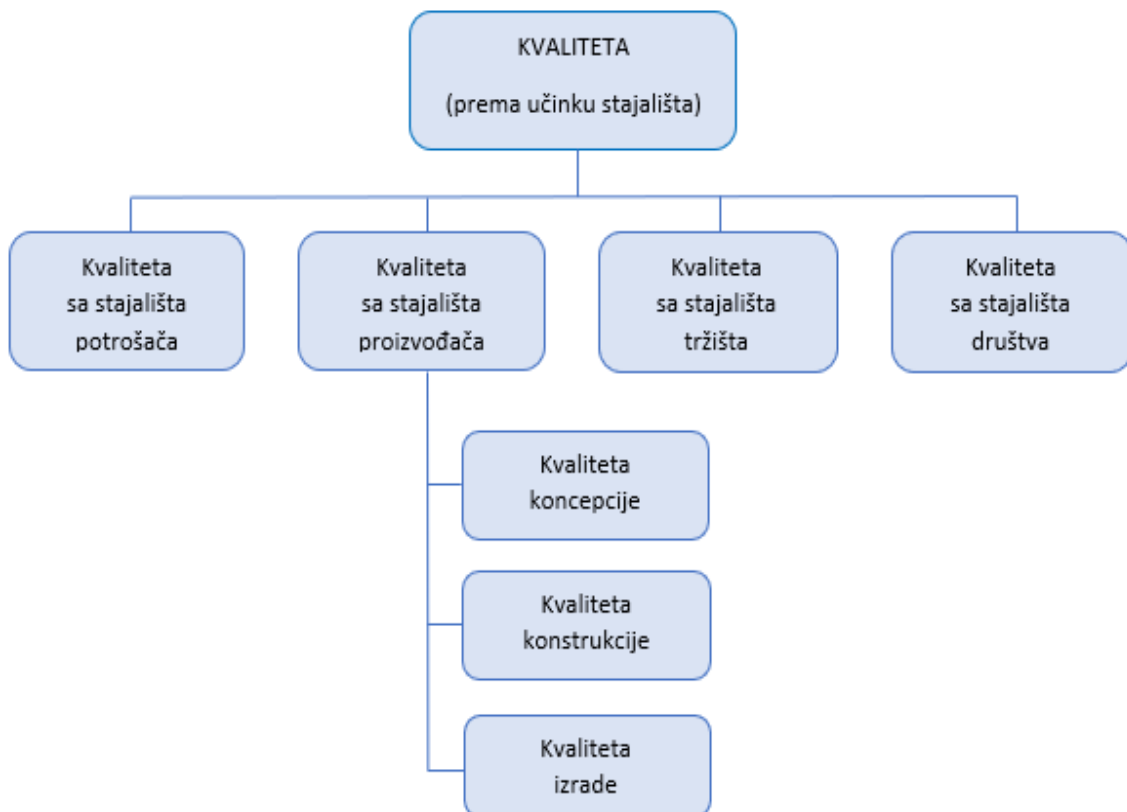 KVALITETA
(prema učinku stajališta)
Kvaliteta
sa stajališta
potrošača
Kvaliteta
sa stajališta
proizvođača
Kvaliteta
sa stajališta
tržišta
Kvaliteta
sa stajališta
društva
Kvaliteta
koncepcije
Kvaliteta
konstrukcije
Kvaliteta
izrade